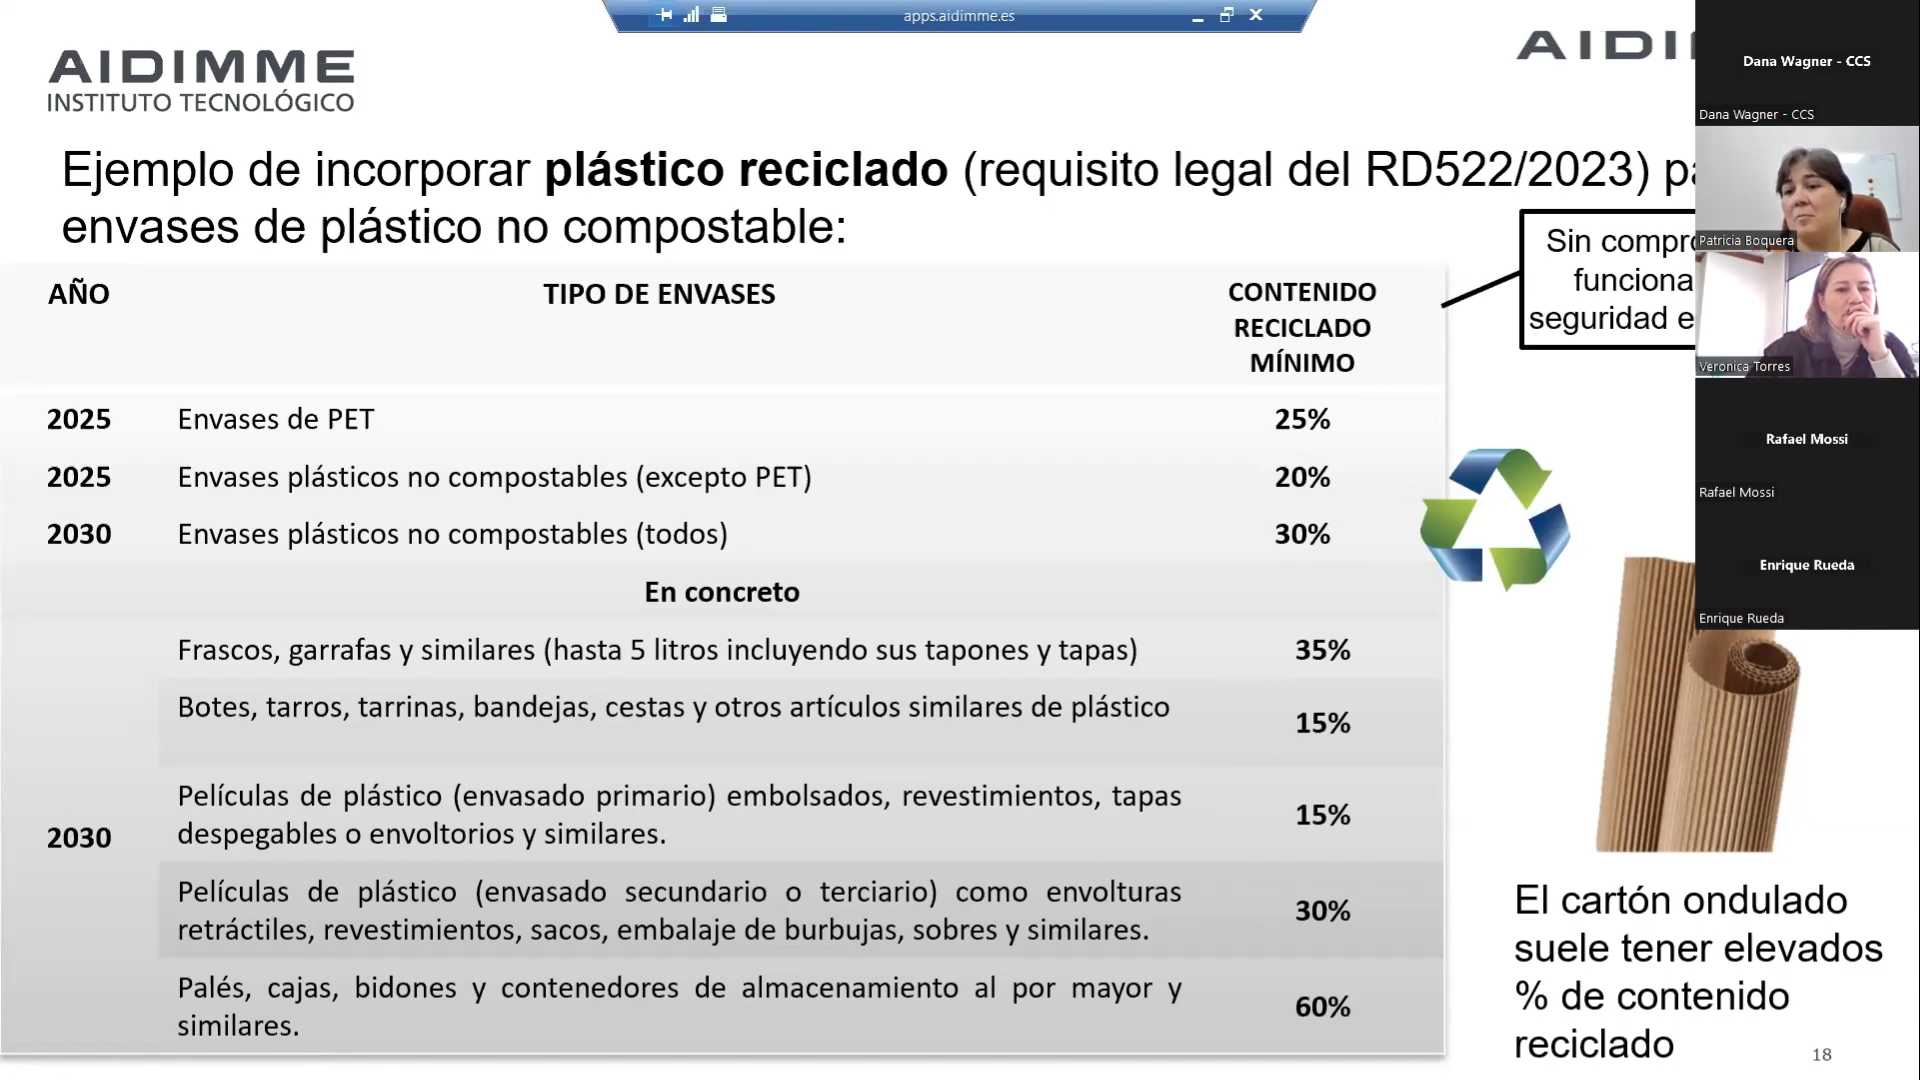 apps.aidimme.es
AIDIMME
INSTITUTO TECNOLÓGICO
Ejemplo de incorporar plástico reciclado (requisito legal del RD522/2023)
envases de plástico no compostable:
Sin
seguridad
AÑO TIPO DE ENVASES CONTENIDO
RECICLADO
MÍNIMO
2025 Envases de PET 25%
2025 Envases plásticos no compostables (excepto PET) 20%
2030 Envases plásticos no compostables (todos) 30%
En concreto
Frascos, garrafas y similares (hasta 5 litros incluyendo sus tapones y tapas) 35%
Botes, tarros, tarrinas, bandejas, cestas y otros artículos similares de plástico 15%
2030
Películas de plástico (envasado primario) embolsados, revestimientos, tapas
despegables o envoltorios y similares. 15%
Películas de plástico (envasado secundario o terciario) como envolturas
retráctiles, revestimientos, sacos, embalaje de burbujas, sobres y similares. 30%
Palés, cajas, bidones y contenedores de almacenamiento al por mayor y
similares. 60%
El cartón ondulado
suele tener elevados
% de contenido
reciclado
18
Dana Wagner - CCS
Dana Wagner - CCS
Patricia Boquera
Veronica Torres
Rafael Mossi
Rafael Mossi
Enrique Rueda
Enrique Rueda